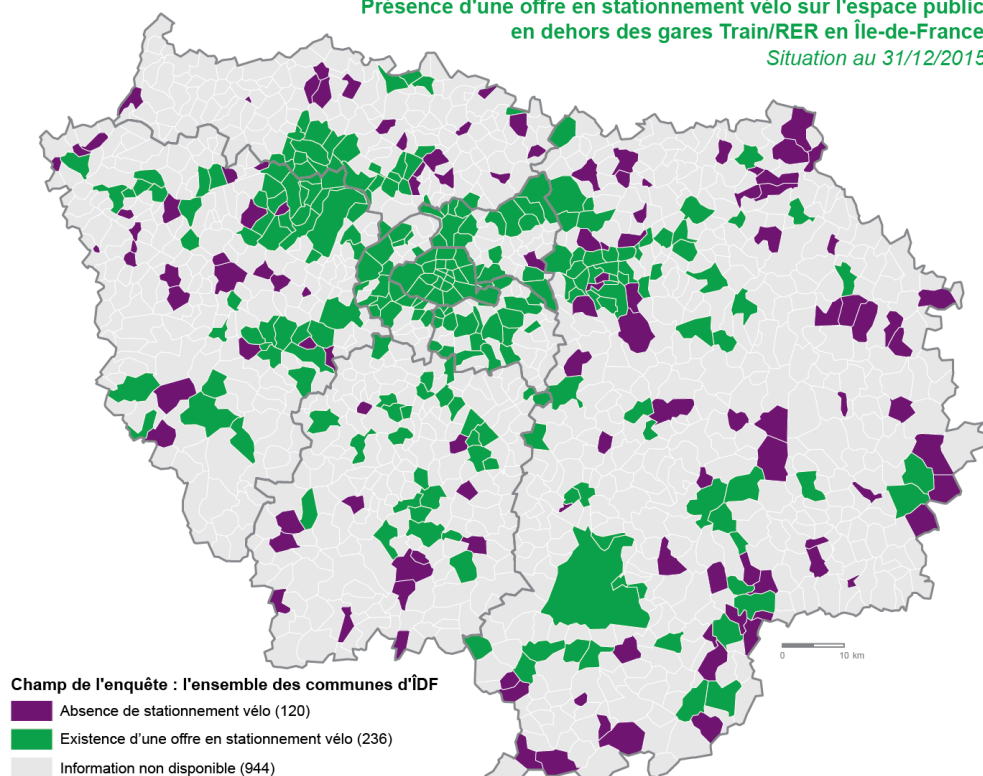 Présence d'une offre en stationnement vélo sur l'espace public
en dehors des gares Train/RER en Île-de-France
Situation au 31/12/2015
0 10 km
Champ de l'enquête : l'ensemble des communes d'ÎDF
Absence de stationnement vélo (120)
Existence d'une offre en stationnement vélo (236)
Information non disponible (944)